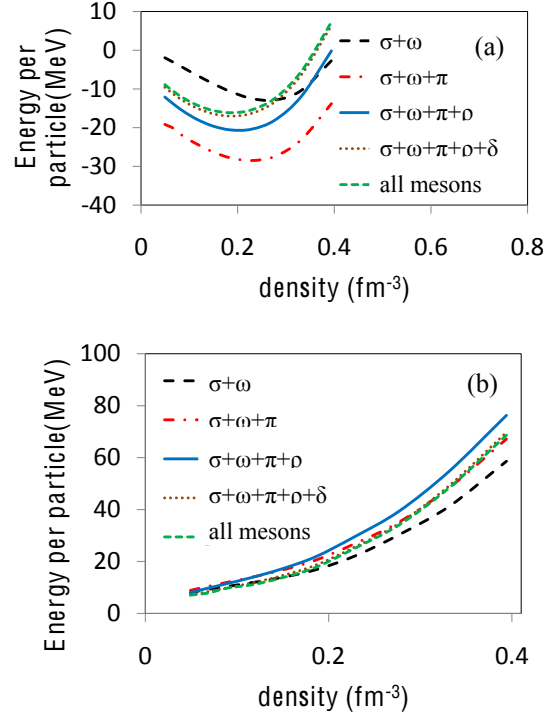 10
0
-10
-20
-30
-40
Energy per
particle(MeV)
(a)
σ+ω
σ+ω+π
σ+ω+π+ρ
σ+ω+π+ρ+δ
all mesons
0 0.2 0.4 0.6 0.8
density (fm-3)
100
80
60
40
20
0
Energy per particle(MeV)
(b)
σ+ω
σ+ω+π
σ+ω+π+ρ
σ+ω+π+ρ+δ
all mesons
0 0.2 0.4
density (fm-3)